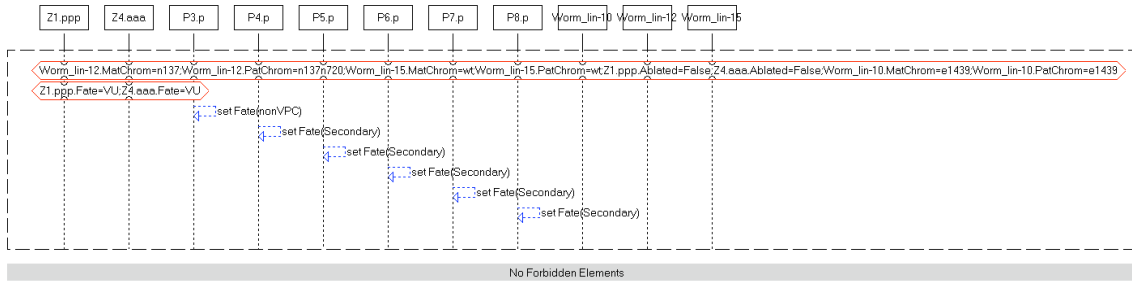 Z1.ppp Z4.aaa P3.p P4.p P5.p P6.p P7.p P8.p Worm_lin-10 Worm_lin-12 Worm_lin-15
Worm_lin-12.MatChrom=n137;Worm_lin-12.PatChrom=n137n720;Worm_lin-15.MatChrom=wt;Worm_lin-15.PatChrom=wt;Z1.ppp.Ablated=False;Z4.aaa.Ablated=False;Worm_lin-10.MatChrom=e1439;Worm_lin-10.PatChrom=e1439
Z1.ppp.Fate=VU;Z4.aaa.Fate=VU
set Fate(nonVPC)
set Fate(Secondary)
set Fate(Secondary)
set Fate(Secondary)
set Fate(Secondary)
set Fate(Secondary)
No Forbidden Elements